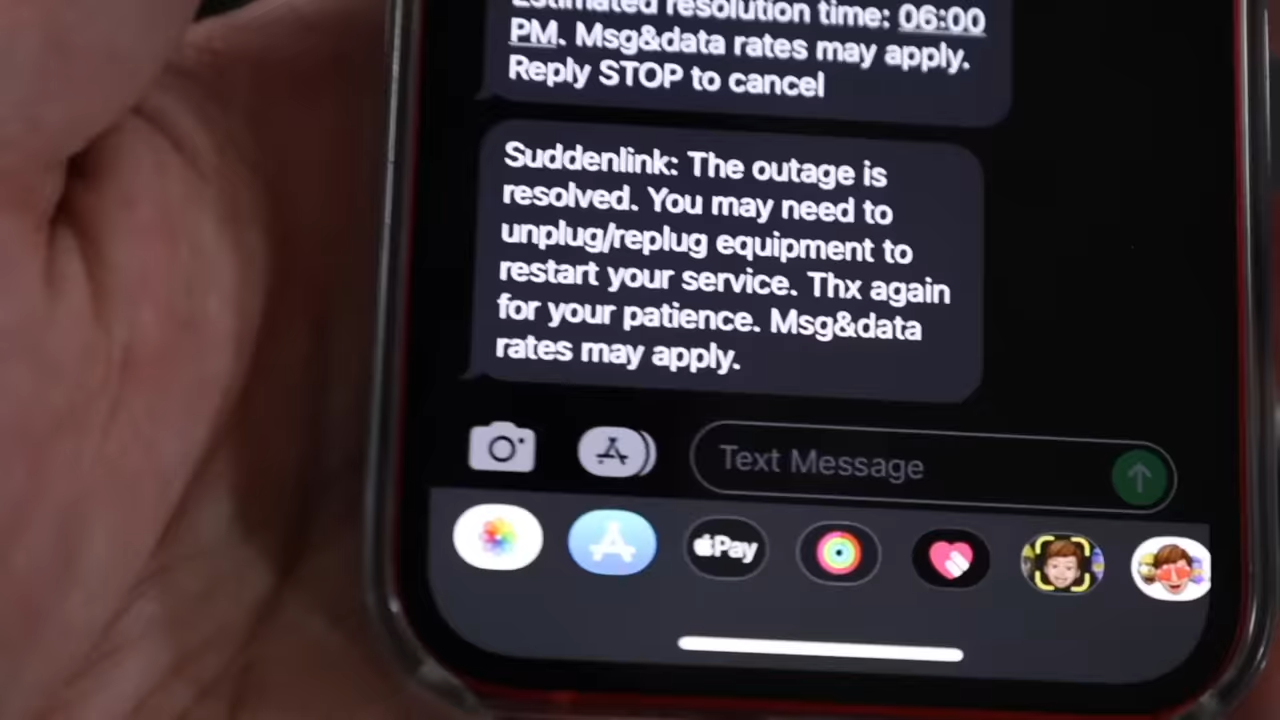 Estimated resolution time: 06:00
PM. Msg&data rates may apply.
Reply STOP to cancel
Suddenlink: The outage is
resolved. You may need to
unplug/replug equipment to
restart your service. Thx again
for your patience. Msg&data
rates may apply.
Text Message
Pay